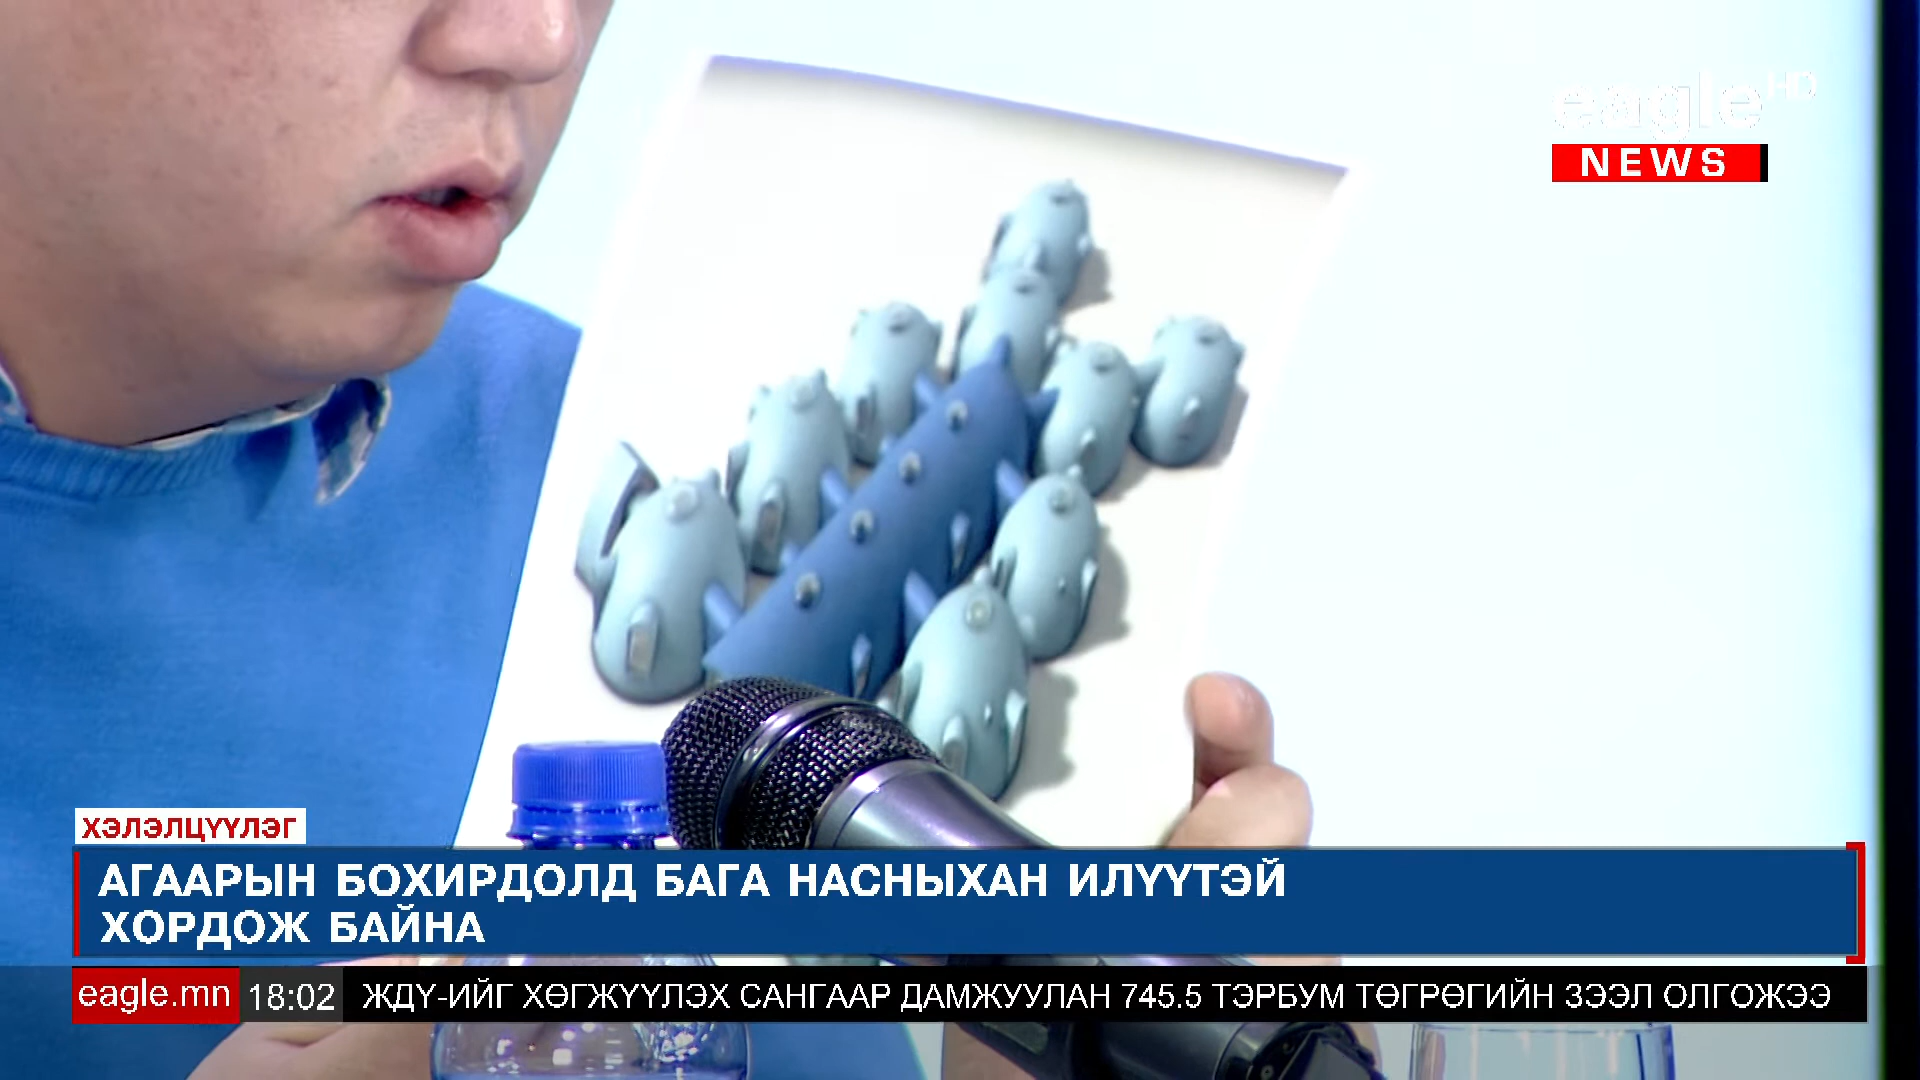 eagle HD
NEWS
ХЭЛЭЛЦҮҮЛЭГ
АГААРЫН БОХИРДОЛД БАГА НАСНЫХАН ИЛҮҮТЭЙ
ХОРДОЖ БАЙНА
eagle.mn 18:02 ЖДҮ-ИЙГ ХӨГЖҮҮЛЭХ САНГААР ДАМЖУУЛАН 745.5 ТЭРБУМ ТӨГРӨГИЙН ЗЭЭЛ ОЛГОЖЭЭ